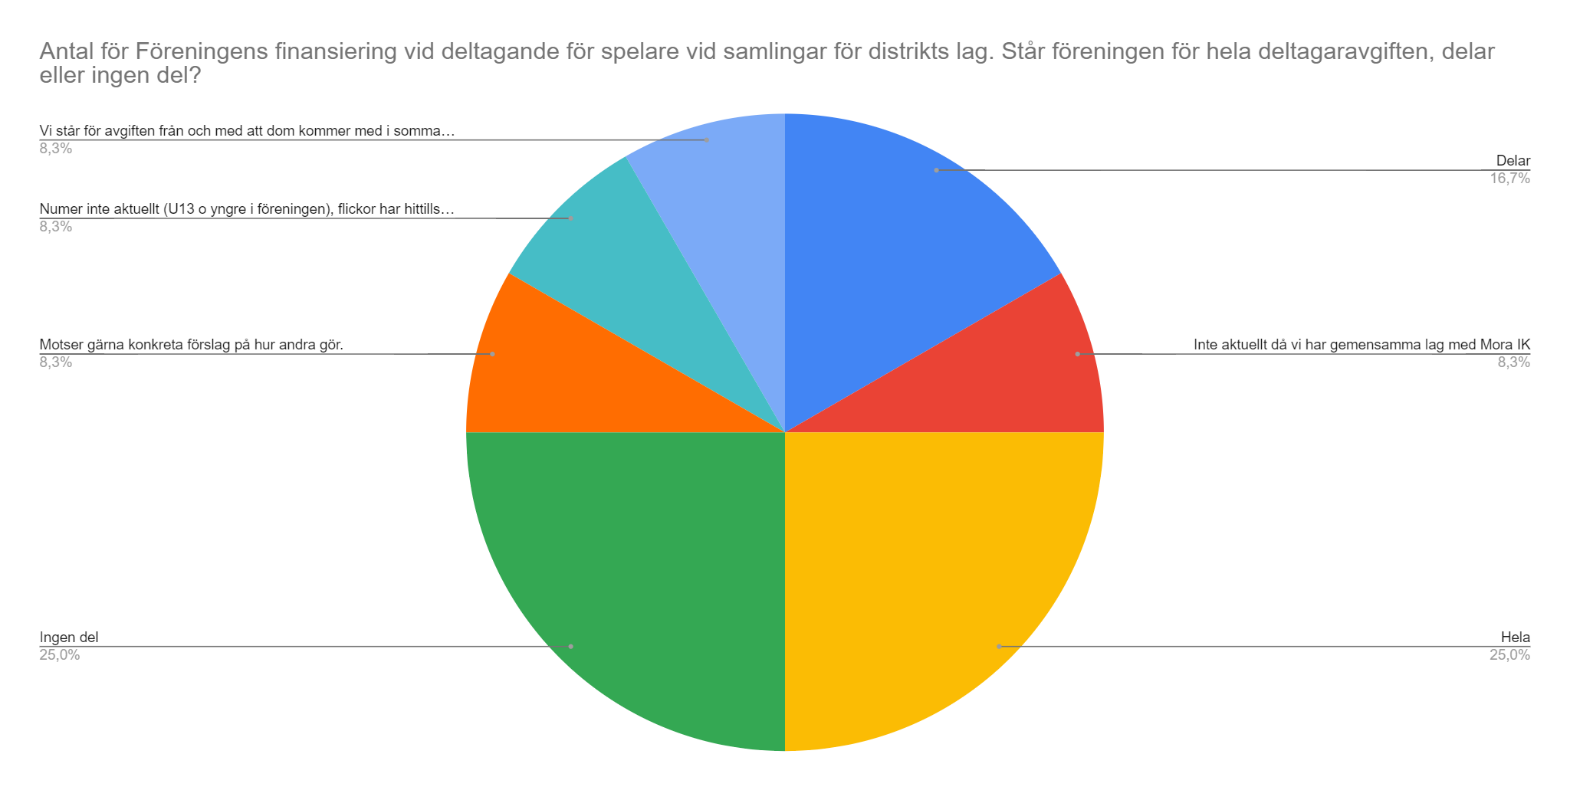 Antal för Föreningens finansiering vid deltagande för spelare vid samlingar för distrikts lag. Står föreningen för hela deltagaravgiften, delar
eller ingen del?
Vi står för avgiften från och med att dom kommer med i somma…
8,3%
Numer inte aktuellt (U13 o yngre i föreningen), flickor har hittills…
8,3%
Motser gärna konkreta förslag på hur andra gör.
8,3%
Ingen del
25,0%
Delar
16,7%
Inte aktuellt då vi har gemensamma lag med Mora IK
8,3%
Hela
25,0%